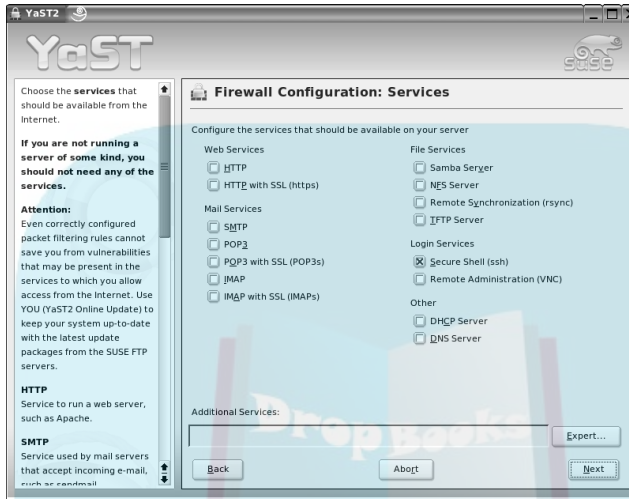 YaST2
YaST
SuSE
Choose the services that
should be available from the
Internet.
If you are not running a
server of some kind, you
should not need any of the
services.
Attention:
Even correctly configured
packet filtering rules cannot
save you from vulnerabilities
that may be present in the
services to which you allow
access from the Internet. Use
YOU (YaST2 Online Update) to
keep your system up-to-date
with the latest update
packages from the SUSE FTP
servers.
HTTP
Service to run a web server,
such as Apache.
SMTP
Service used by mail servers
that accept incoming e-mail,
such as sendmail
Firewall Configuration: Services
Configure the services that should be available on your server
Web Services
HTTP
HTTP with SSL (https)
Mail Services
SMTP
POP3
POP3 with SSL (POP3s)
IMAP
IMAP with SSL (IMAPs)
File Services
Samba Server
NFS Server
Remote Synchronization (rsync)
TFTP Server
Login Services
Secure Shell (ssh)
Remote Administration (VNC)
Other
DHCP Server
DNS Server
Additional Services:
DropBooks
Expert...
Back
Abort
Next